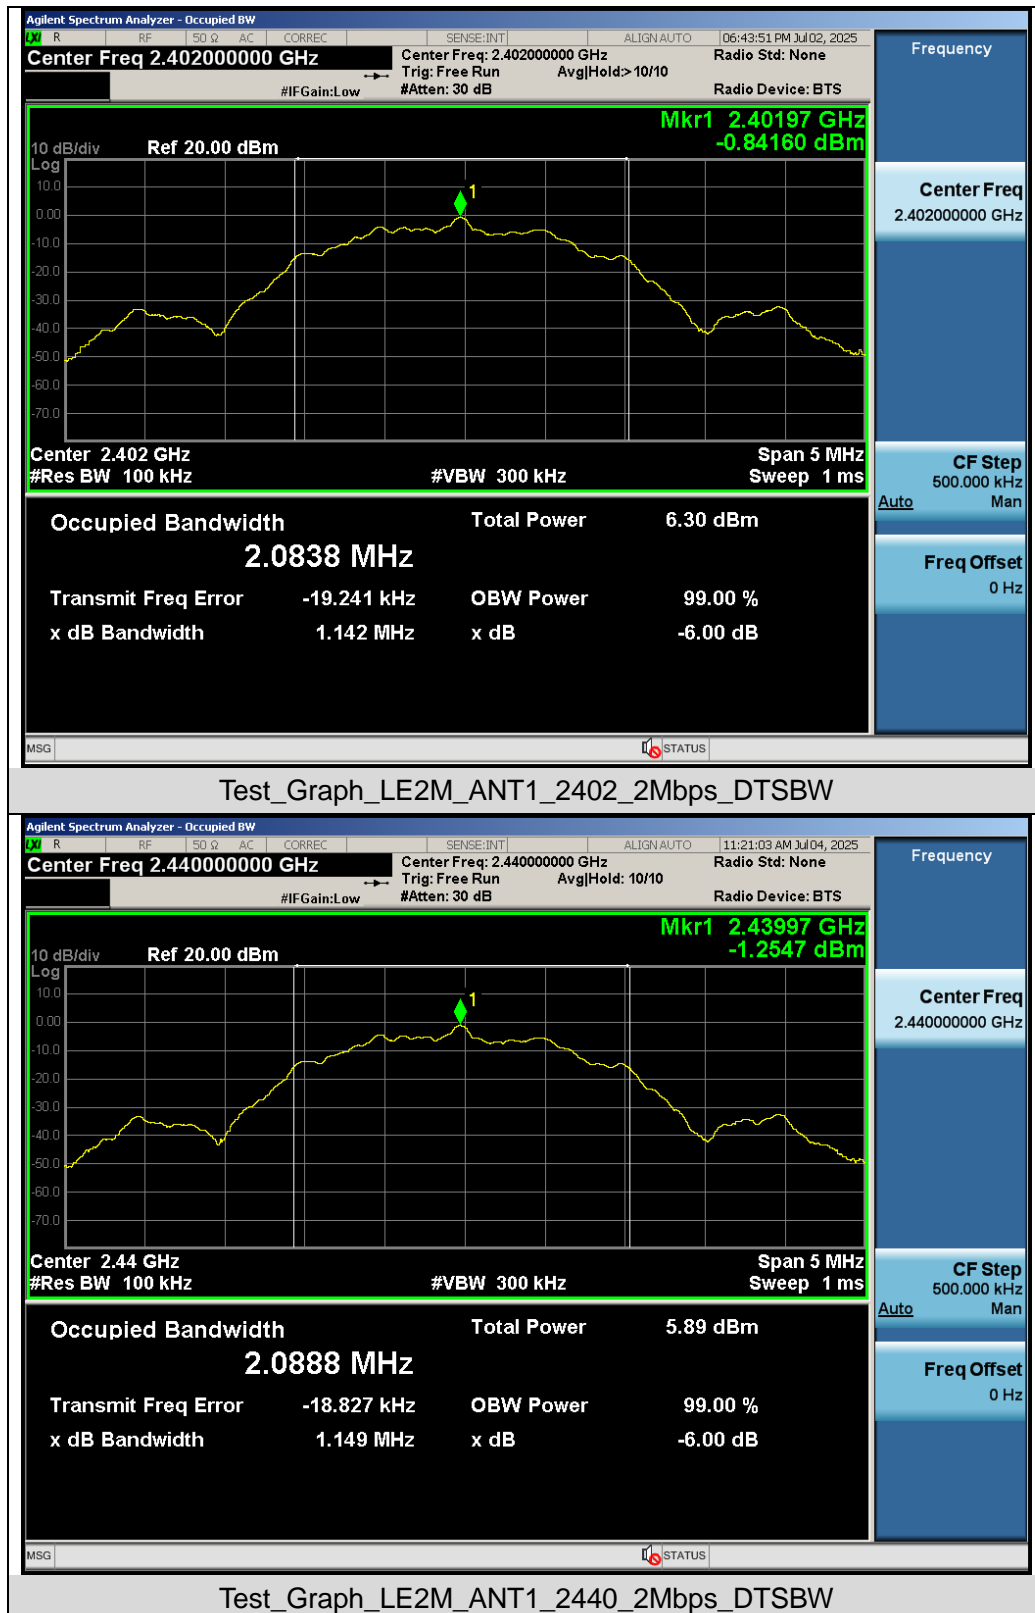 Agilent Spectrum Analyzer - Occupied BW
LXI R RF 50 Ω AC CORREC SENSE:INT ALIGN AUTO 06:43:51 PM Jul 02, 2025
Center Freq 2.402000000 GHz
Center Freq: 2.402000000 GHz Radio Std: None
Trig: Free Run Avg|Hold:> 10/10
#IFGain:Low #Atten: 30 dB Radio Device: BTS
Frequency
Mkr1 2.40197 GHz
-0.84160 dBm
10 dB/div Ref 20.00 dBm
Log
10.0
0.00
-10.0
-20.0
-30.0
-40.0
-50.0
-60.0
-70.0
1
Center 2.402 GHz Span 5 MHz
#Res BW 100 kHz #VBW 300 kHz Sweep 1 ms
Center Freq
2.402000000 GHz
CF Step
500.000 kHz
Auto Man
Freq Offset
0 Hz
Occupied Bandwidth Total Power 6.30 dBm
2.0838 MHz
Transmit Freq Error -19.241 kHz OBW Power 99.00 %
x dB Bandwidth 1.142 MHz x dB -6.00 dB
MSG STATUS
Test_Graph_LE2M_ANT1_2402_2Mbps_DTSBW
Agilent Spectrum Analyzer - Occupied BW
LXI R RF 50 Ω AC CORREC SENSE:INT ALIGN AUTO 11:21:03 AM Jul 04, 2025
Center Freq 2.440000000 GHz
Center Freq: 2.440000000 GHz Radio Std: None
Trig: Free Run Avg|Hold: 10/10
#IFGain:Low #Atten: 30 dB Radio Device: BTS
Frequency
Mkr1 2.43997 GHz
-1.2547 dBm
10 dB/div Ref 20.00 dBm
Log
10.0
0.00
-10.0
-20.0
-30.0
-40.0
-50.0
-60.0
-70.0
1
Center 2.44 GHz Span 5 MHz
#Res BW 100 kHz #VBW 300 kHz Sweep 1 ms
Center Freq
2.440000000 GHz
CF Step
500.000 kHz
Auto Man
Freq Offset
0 Hz
Occupied Bandwidth Total Power 5.89 dBm
2.0888 MHz
Transmit Freq Error -18.827 kHz OBW Power 99.00 %
x dB Bandwidth 1.149 MHz x dB -6.00 dB
MSG STATUS
Test_Graph_LE2M_ANT1_2440_2Mbps_DTSBW